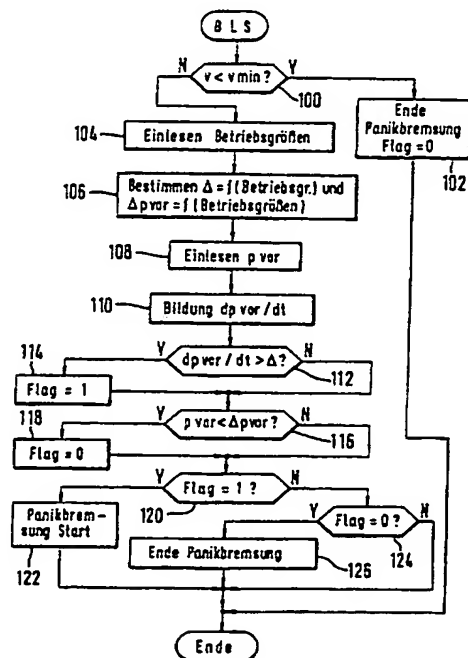 BLS
N
v < vmin ?
Y
100
104
Einlesen Betriebsgrößen
Ende
Panikbremsung
Flag = 0
102
106
Bestimmen Δ = f (Betriebsgr.) und
Δpvor = f (Betriebsgrößen)
108
Einlesen p vor
110
Bildung dp vor / dt
114
Y
dp vor / dt > Δ ?
N
112
Flag = 1
118
Y
p vor < Δpvor ?
N
116
Flag = 0
Y
Flag = 1 ?
N
120
Panikbrem-
sung Start
122
Y
Flag = 0 ?
N
124
Ende Panikbremsung
126
Ende